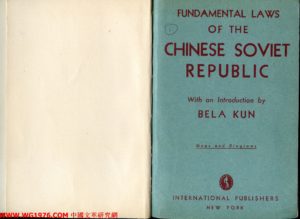 FUNDAMENTAL LAWS
OF THE
CHINESE SOVIET
REPUBLIC
With an Introduction by
BELA KUN
Maps and Diagrams
INTERNATIONAL PUBLISHERS
NEW YORK
WWW.WG1976.COM 中國文革研究網